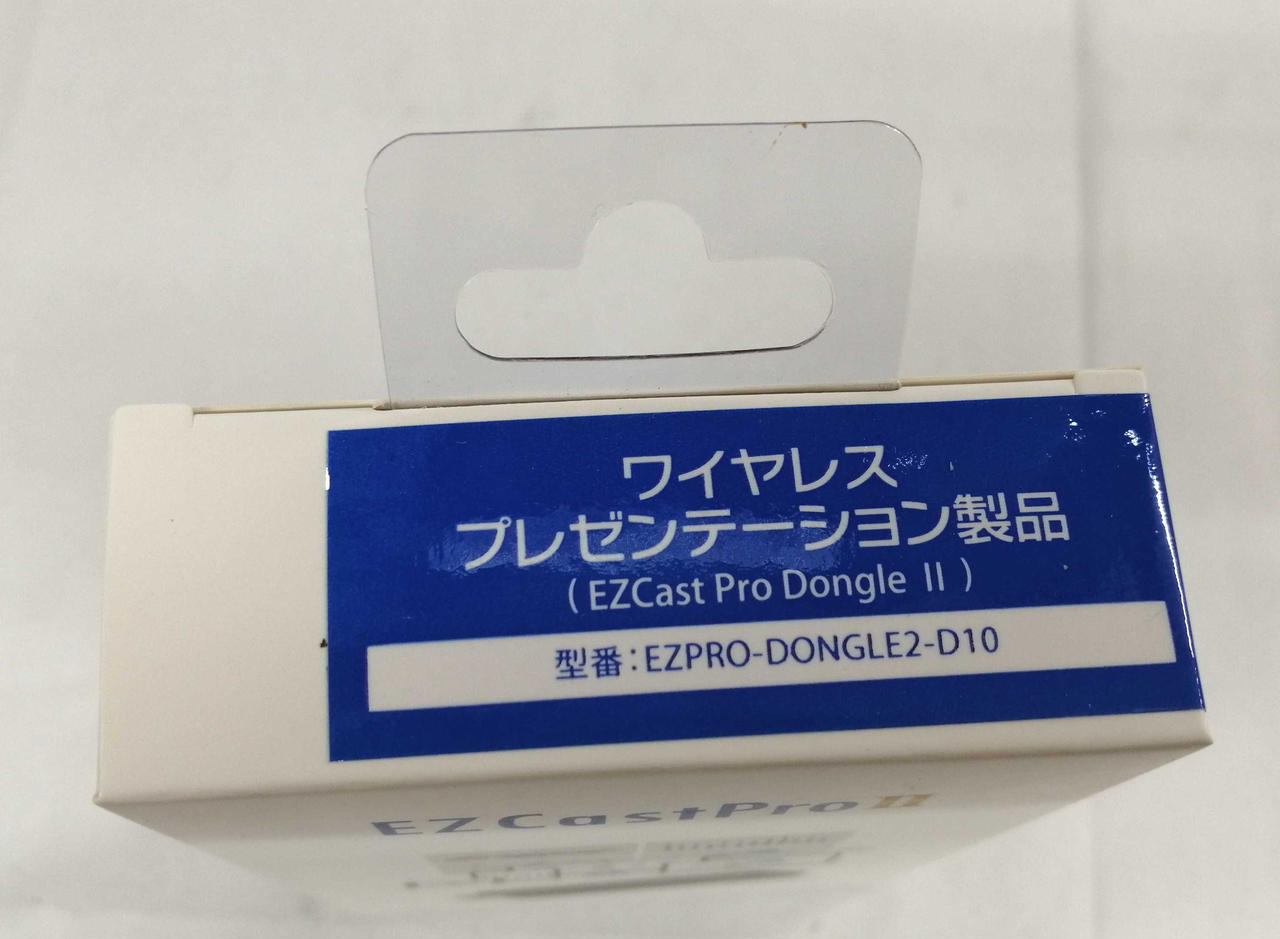 ワイヤレス
プレゼンテーション製品
( EZCast Pro Dongle II )
型番：EZPRO-DONGLE2-D10
EZCastPro II